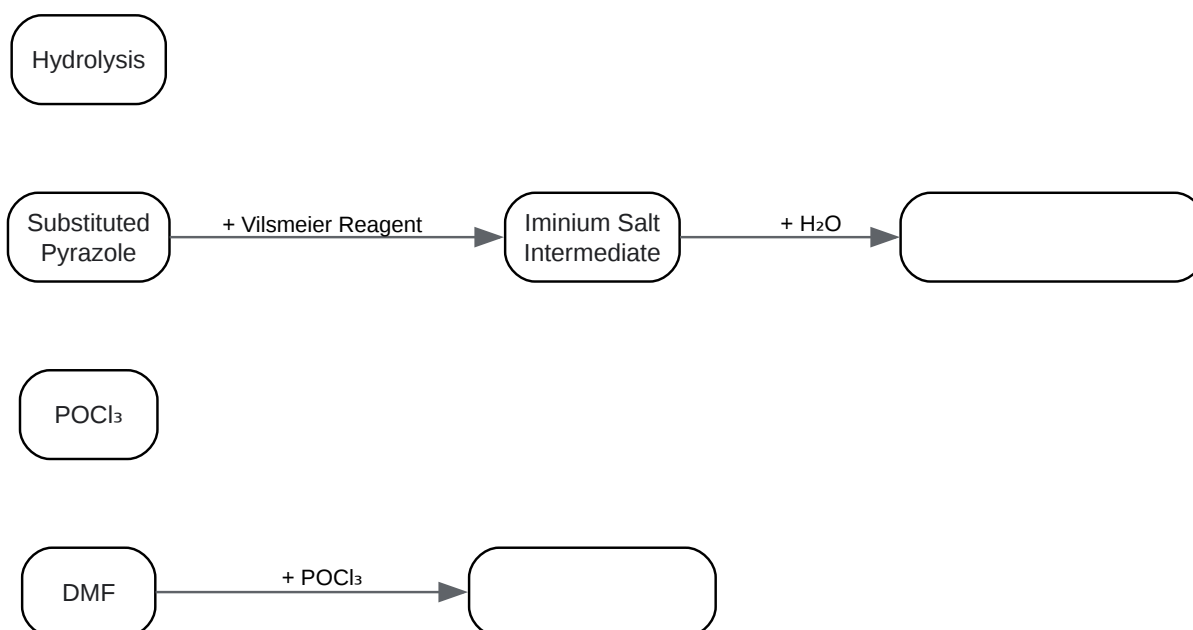 Hydrolysis
Substituted
Pyrazole
+ Vilsmeier Reagent
Iminium Salt
Intermediate
+ H₂O
POCl₃
DMF
+ POCl₃